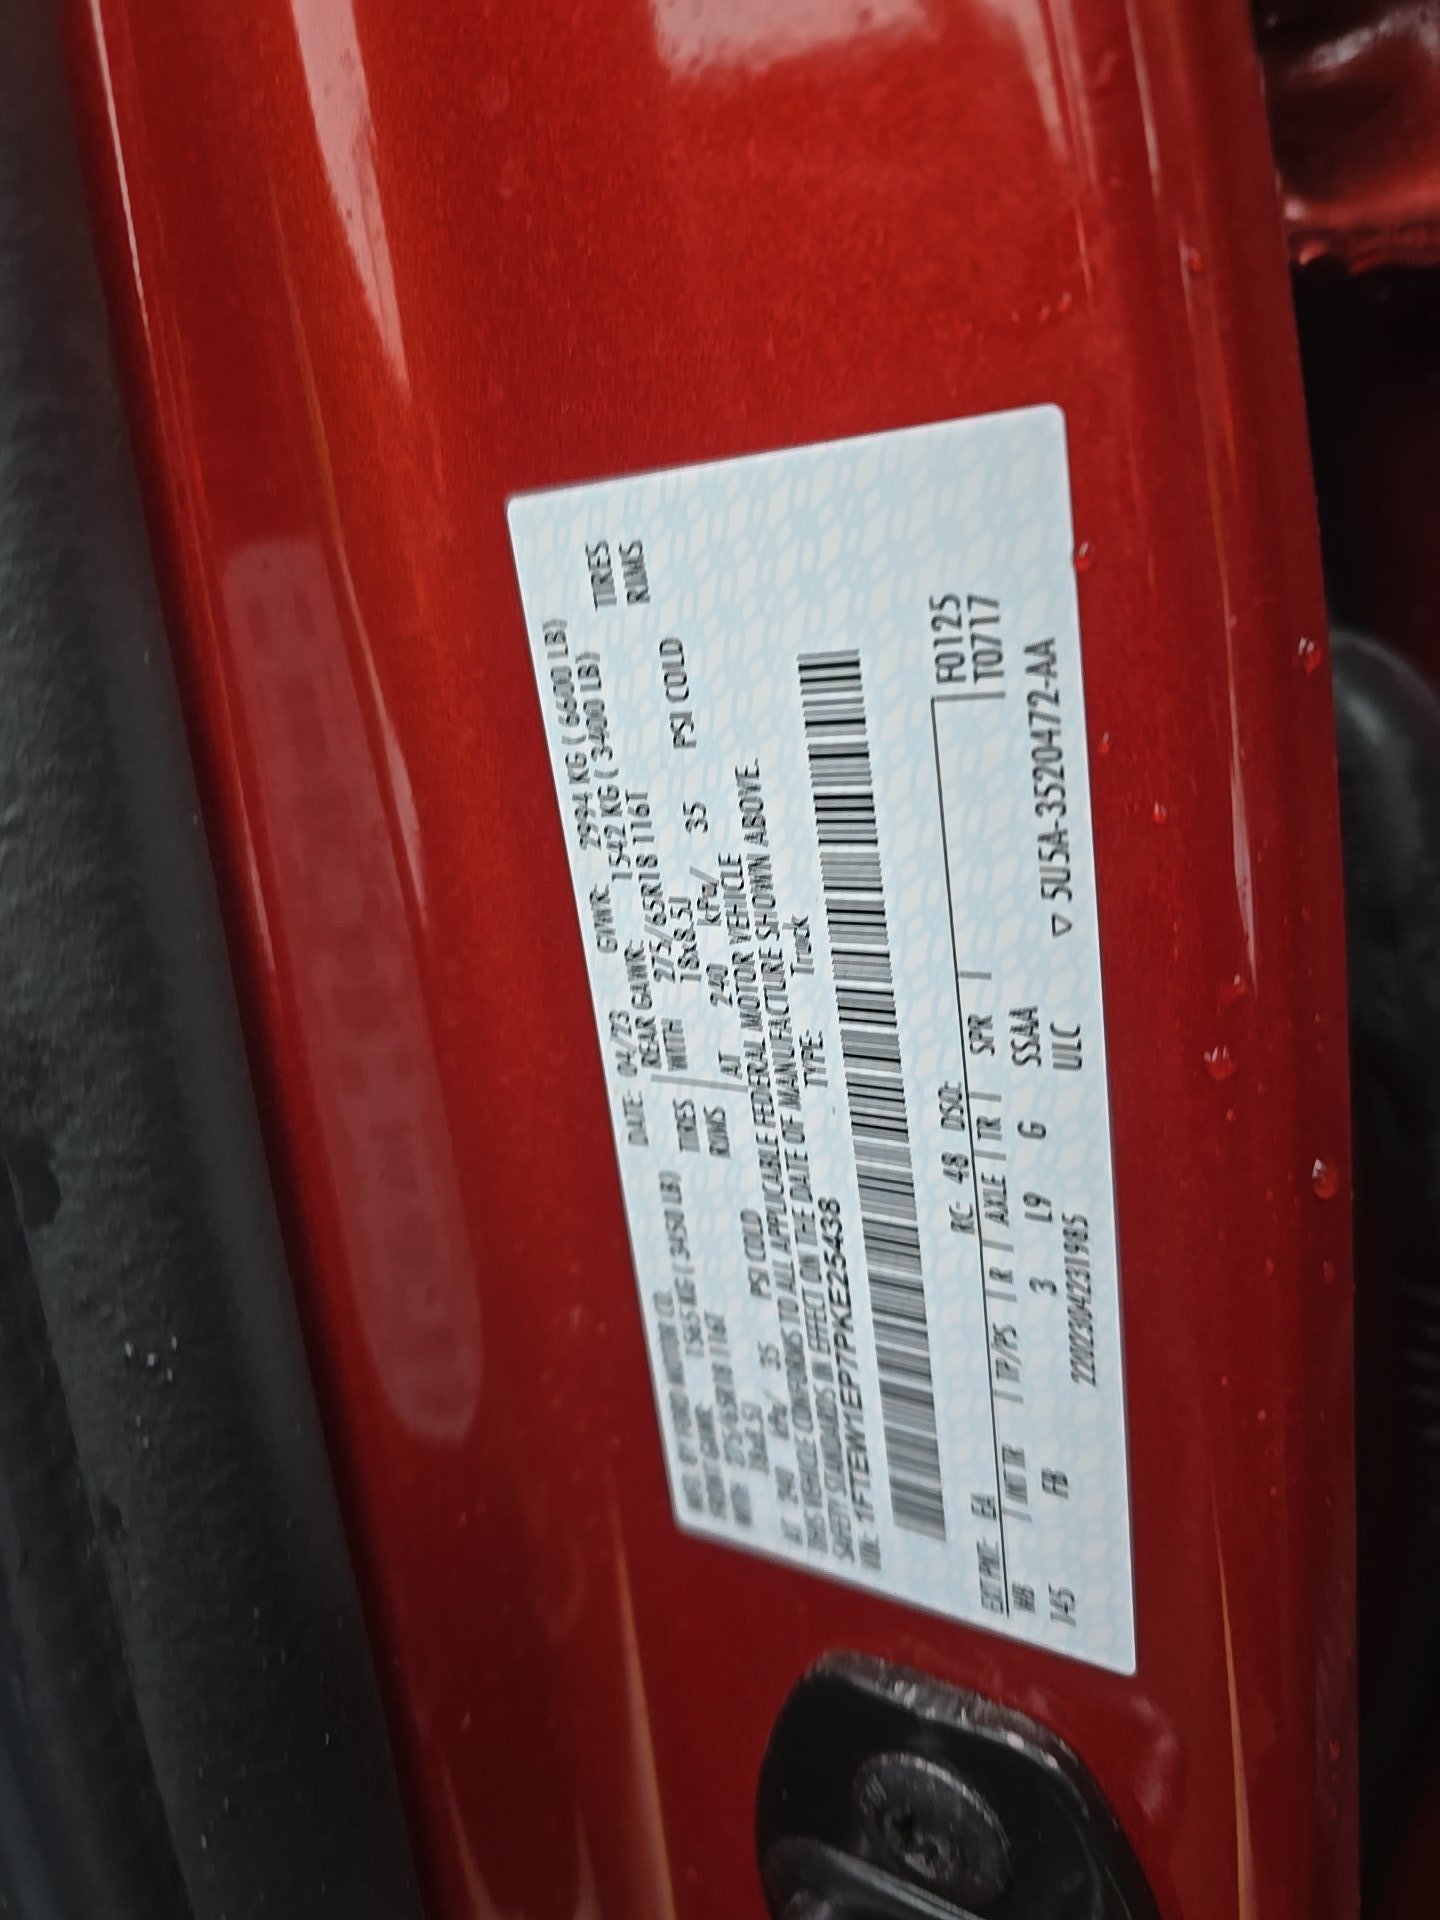 MFD. BY FORD MOTOR CO. DATE: 04/23 GVWR: 2994 KG ( 6600 LB)
FRONT GAWR: 1565 KG ( 3450 LB) REAR GAWR: 1542 KG ( 3400 LB)
WITH 275/65R18 116T TIRES WITH 275/65R18 116T TIRES
18x8.5J RIMS 18x8.5J RIMS
AT 240 kPa/ 35 PSI COLD AT 240 kPa/ 35 PSI COLD
THIS VEHICLE CONFORMS TO ALL APPLICABLE FEDERAL MOTOR VEHICLE
SAFETY STANDARDS IN EFFECT ON THE DATE OF MANUFACTURE SHOWN ABOVE.
VIN: 1FTEW1EP7PKE25438 TYPE: Truck
EXT PNT: E4 RC: 48 DSO: F0125
WB INT TR TP/PS R AXLE TR SPR T0717
145 FB 3 L9 G SSAA
2202304231985 ULC ▽ 5U5A-3520472-AA